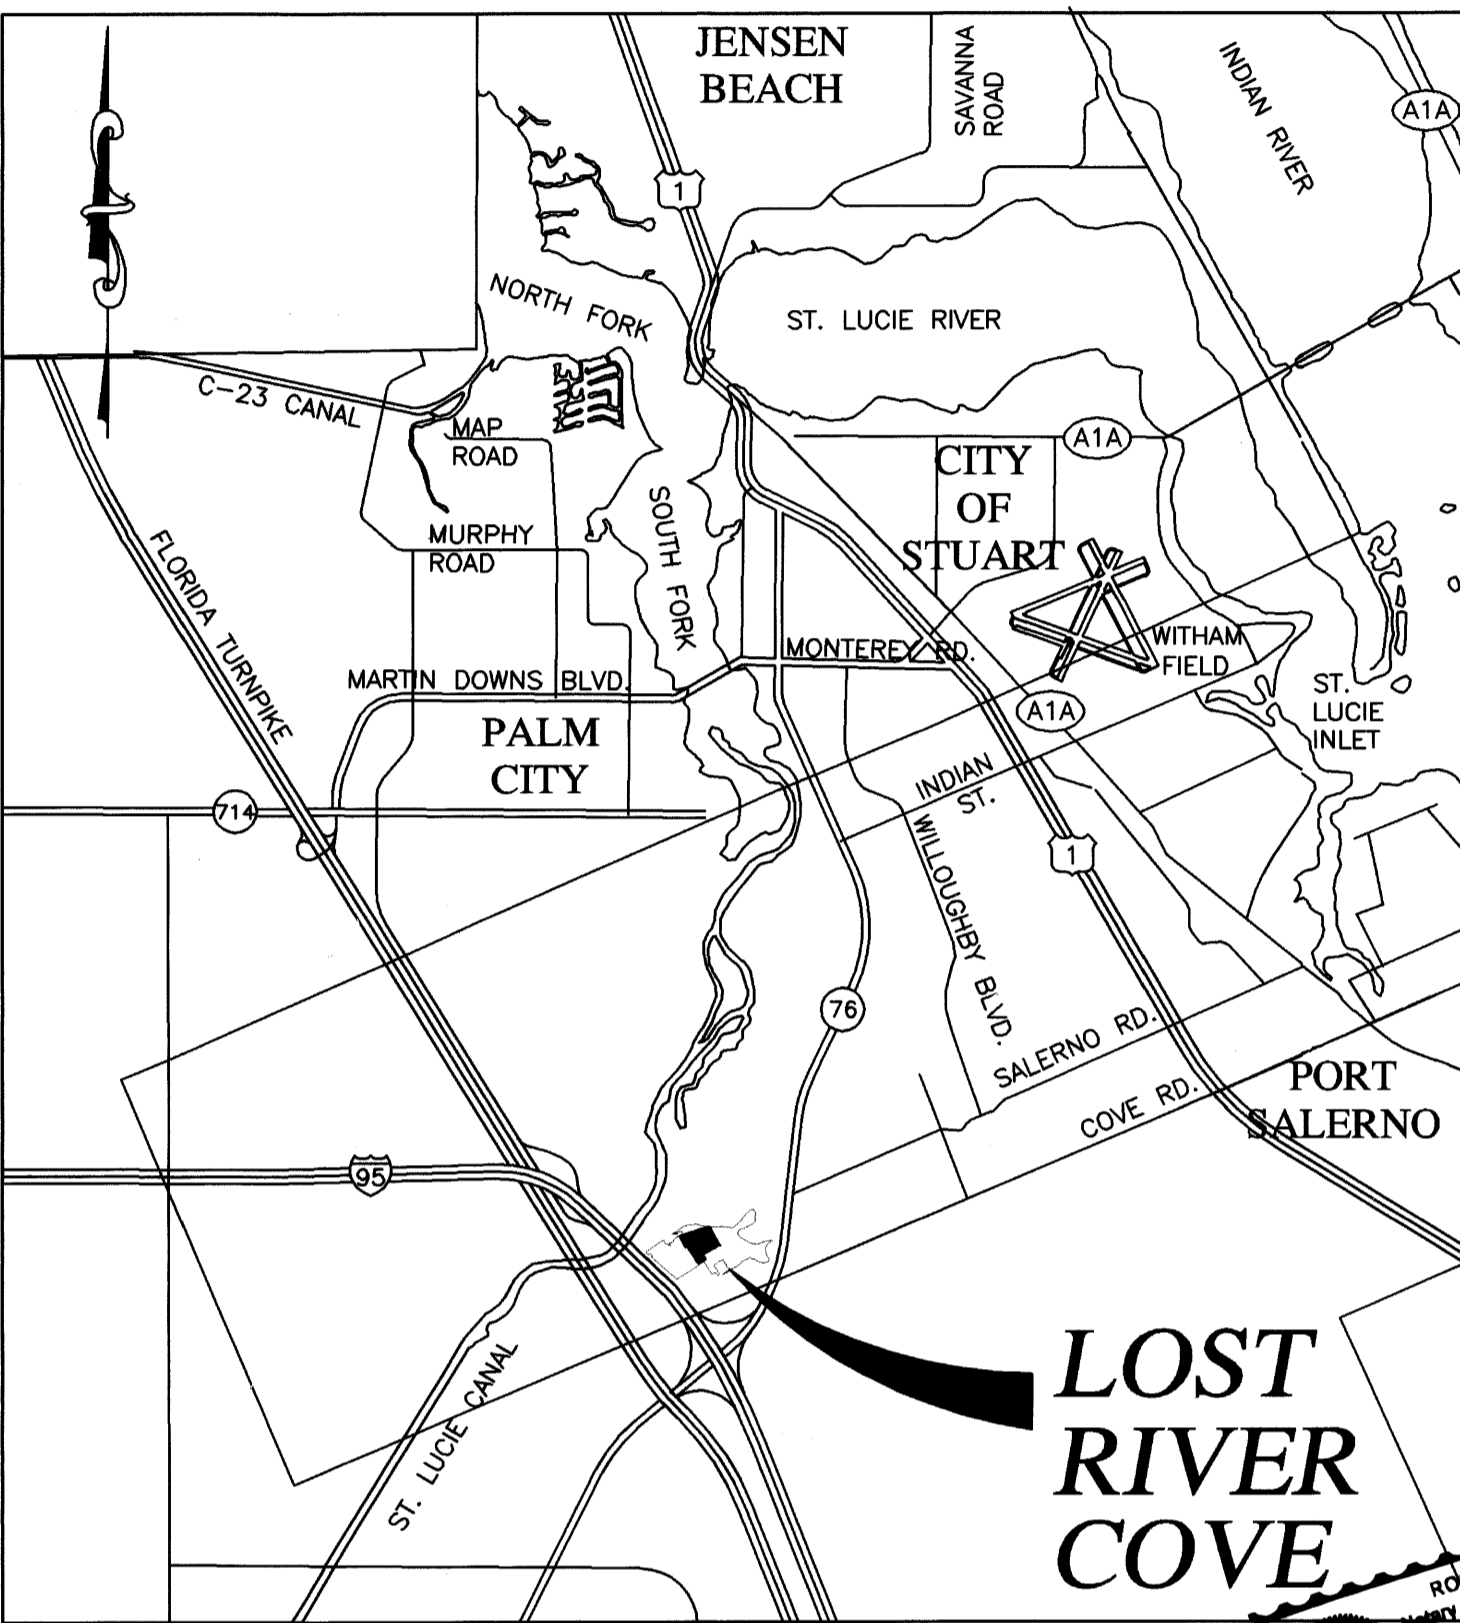 JENSEN
BEACH
SAVANNA
ROAD
INDIAN RIVER
A1A
1
NORTH FORK
ST. LUCIE RIVER
C-23 CANAL
MAP
ROAD
A1A
CITY
OF
STUART
SOUTH FORK
MURPHY
ROAD
FLORIDA TURNPIKE
MONTEREY RD.
WITHAM
FIELD
MARTIN DOWNS BLVD.
A1A
ST.
LUCIE
INLET
PALM
CITY
INDIAN
ST.
714
WILLOUGHBY BLVD.
1
76
SALERNO RD.
COVE RD.
PORT
SALERNO
95
ST. LUCIE CANAL
LOST
RIVER
COVE
RO